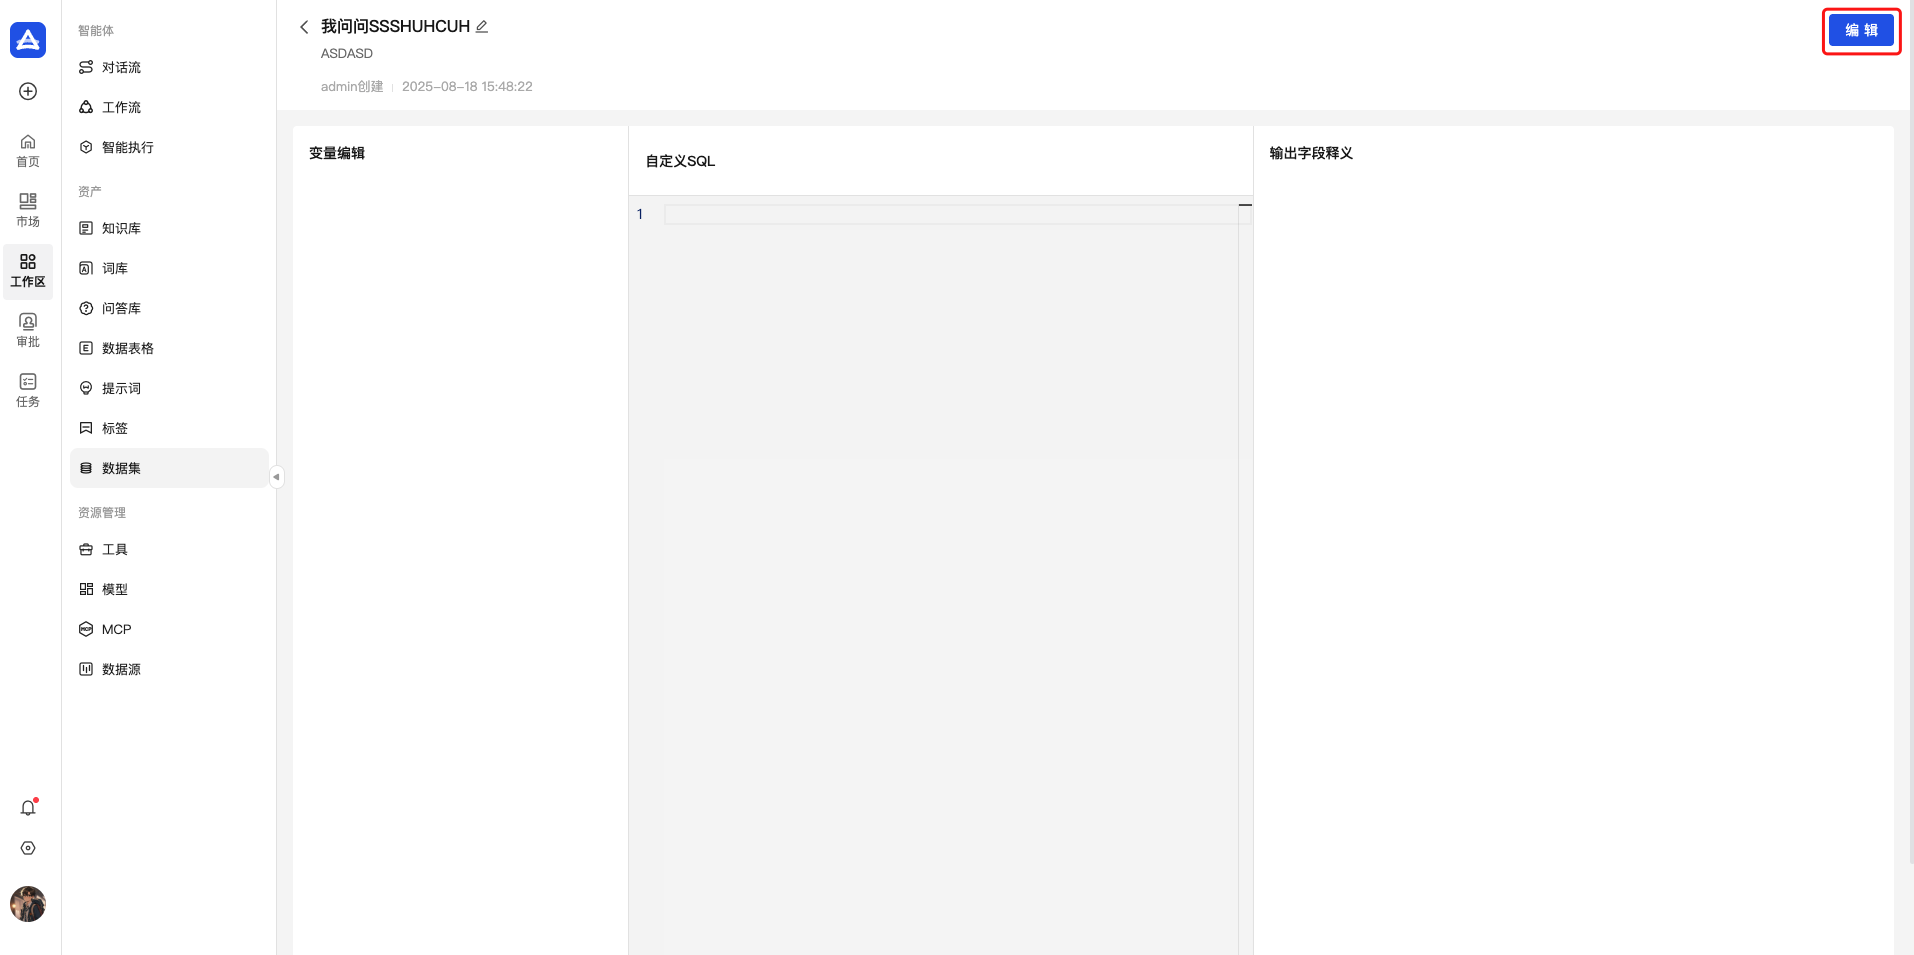 首页
市场
工作区
审批
任务
智能体
对话流
工作流
智能执行
资产
知识库
词库
问答库
数据表格
提示词
标签
数据集
资源管理
工具
模型
MCP
数据源
我问问SSSHUHCUH
ASDASD
admin创建 2025-08-18 15:48:22
编 辑
变量编辑
自定义SQL
1
输出字段释义